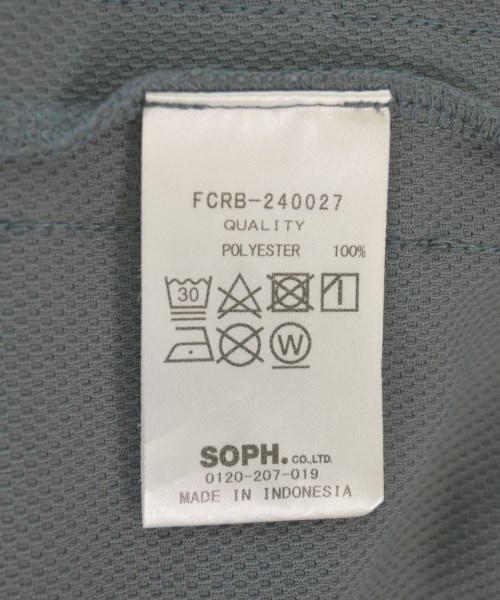 FCRB-240027
QUALITY
POLYESTER 100%
30
W
SOPH. CO.,LTD.
0120-207-019
MADE IN INDONESIA